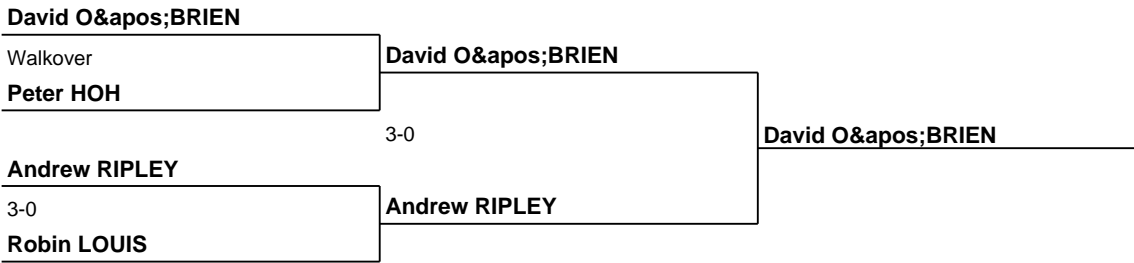 David O&apos;BRIEN
Walkover
David O&apos;BRIEN
Peter HOH
3-0
David O&apos;BRIEN
Andrew RIPLEY
3-0
Andrew RIPLEY
Robin LOUIS